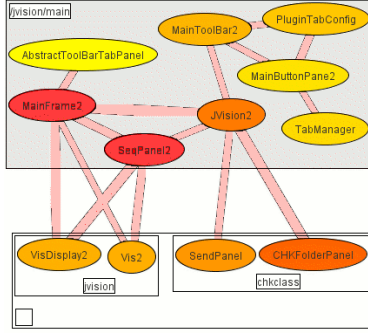 /jvision/main
PluginTabConfig
MainToolBar2
AbstractToolBarTabPanel
MainButtonPane2
MainFrame2
JVision2
TabManager
SeqPanel2
VisDisplay2
Vis2
SendPanel
CHKFolderPanel
jvision
chkclass